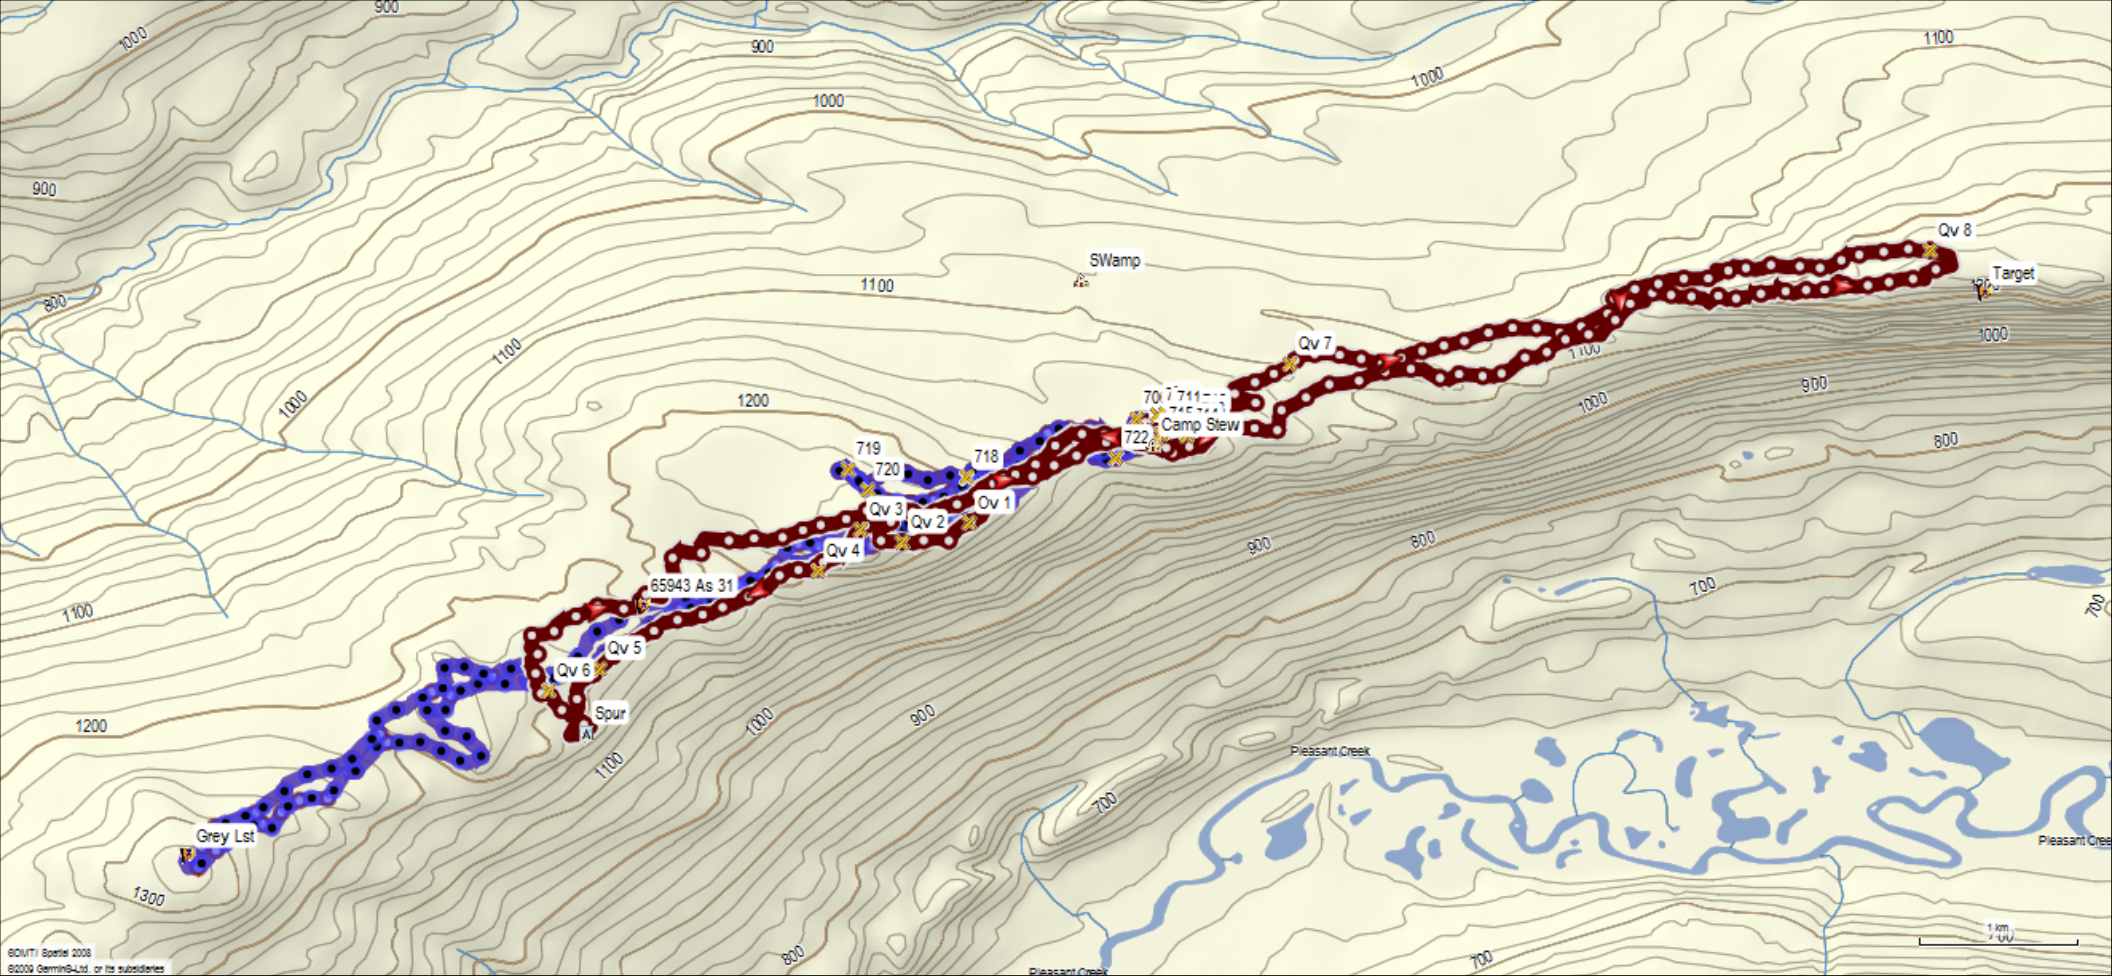 900
1000
900
1100
1000
1000
900
Qv 8
SWamp
Target
1100
800
1000
Qv 7
1100
1100
900
1000
1200
1000
711
Camp Stew
722
800
719
718
720
Qv 3
Qv 2
Qv 4
900
800
65943 As 31
700
700
1100
Qv 5
Qv 6
Spur
1200
1000
900
1100
Pleasant Creek
700
Grey Lst
Pleasant Cree
1300
1 km
800
700
©DMTI Spatial 2008
©2009 Garmin©Ltd. or its subsidiaries
Pleasant Creek